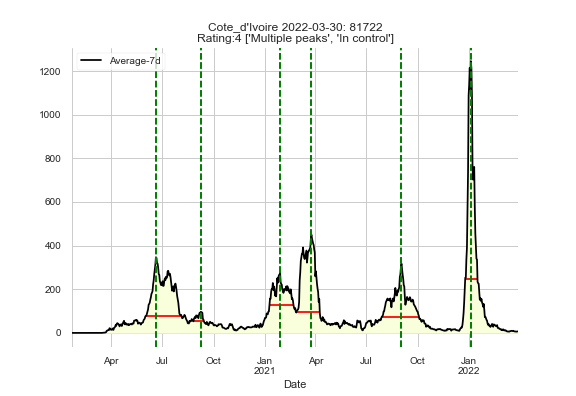 Cote_d'Ivoire 2022-03-30: 81722
Rating:4 ['Multiple peaks', 'In control']
Average-7d
1200
1000
800
600
400
200
0
Apr
Jul
Oct
Jan
2021
Apr
Jul
Oct
Jan
2022
Date